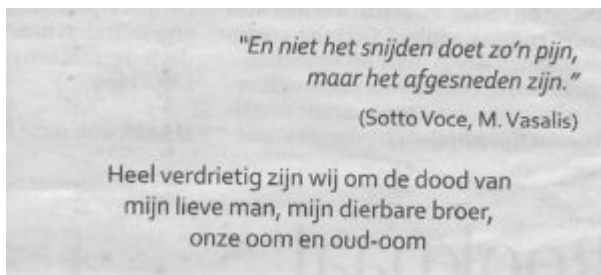 "En niet het snijden doet zo'n pijn,
maar het afgesneden zijn."
(Sotto Voce, M. Vasalis)
Heel verdrietig zijn wij om de dood van
mijn lieve man, mijn dierbare broer,
onze oom en oud-oom